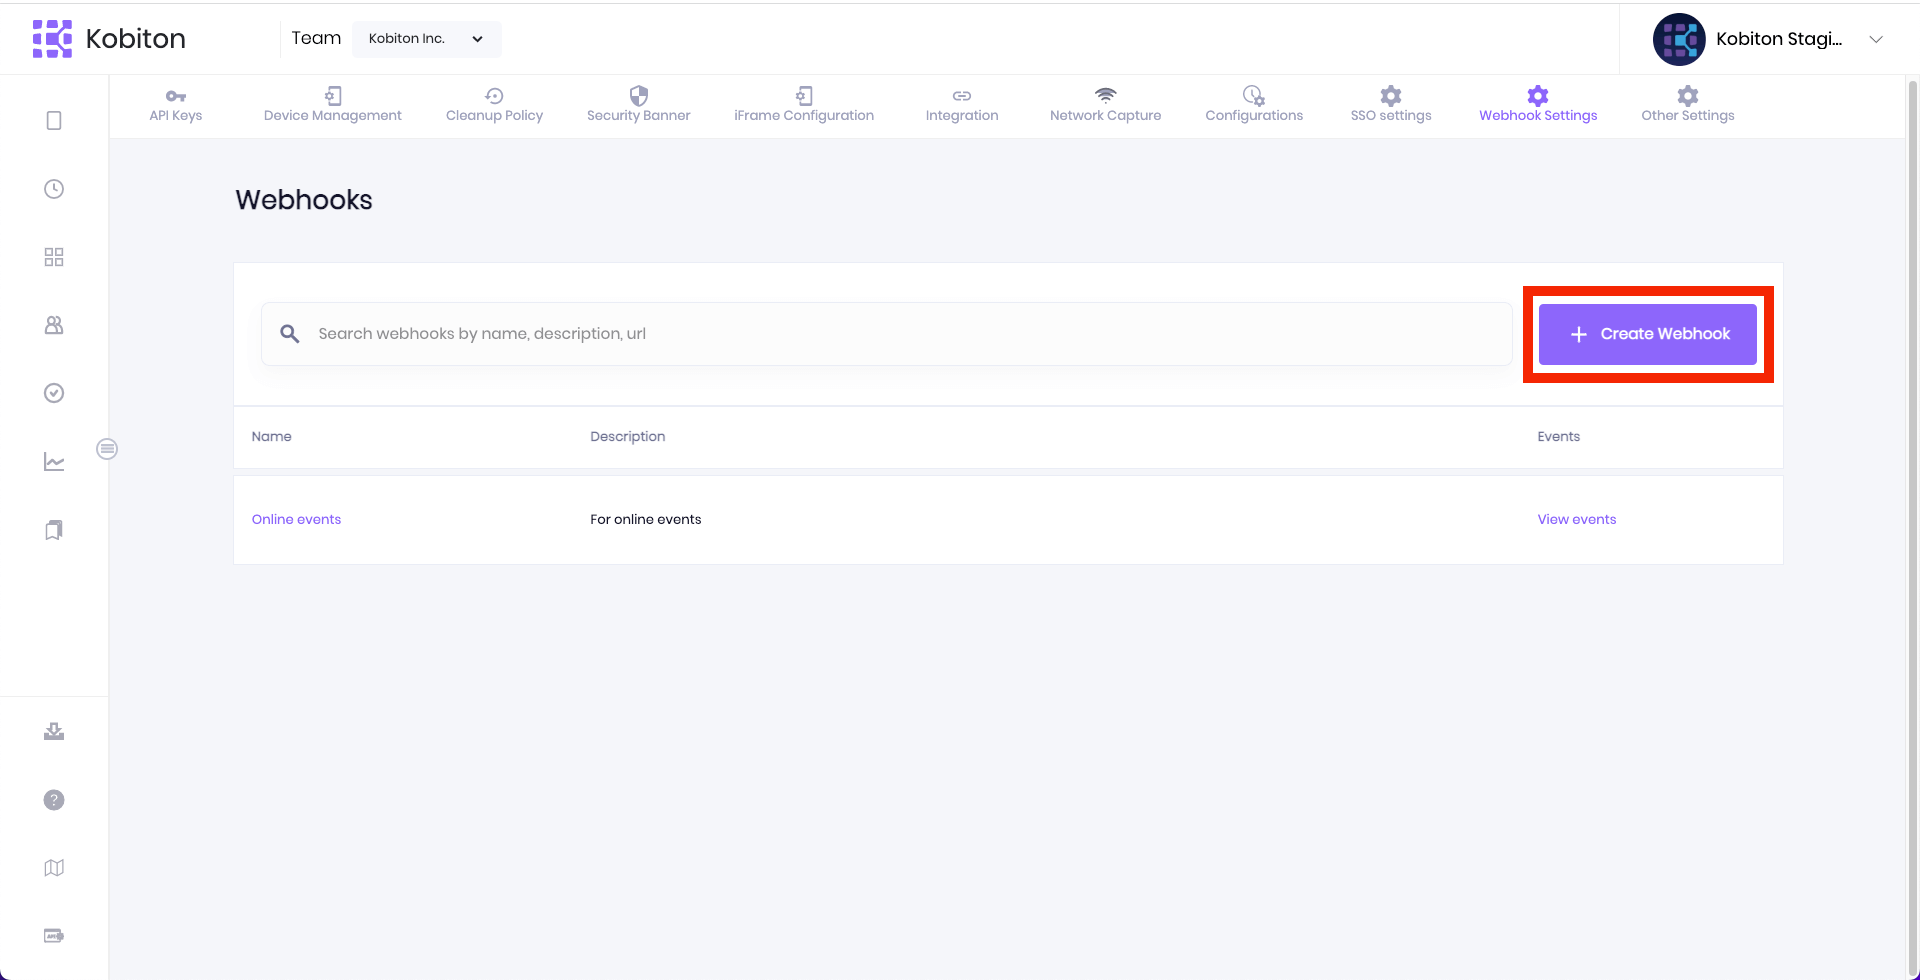 Kobiton
Team
Kobiton Inc.
Kobiton Stagi...
API Keys
Device Management
Cleanup Policy
Security Banner
iFrame Configuration
Integration
Network Capture
Configurations
SSO settings
Webhook Settings
Other Settings
Webhooks
Search webhooks by name, description, url
Create Webhook
Name
Description
Events
Online events
For online events
View events
?
API